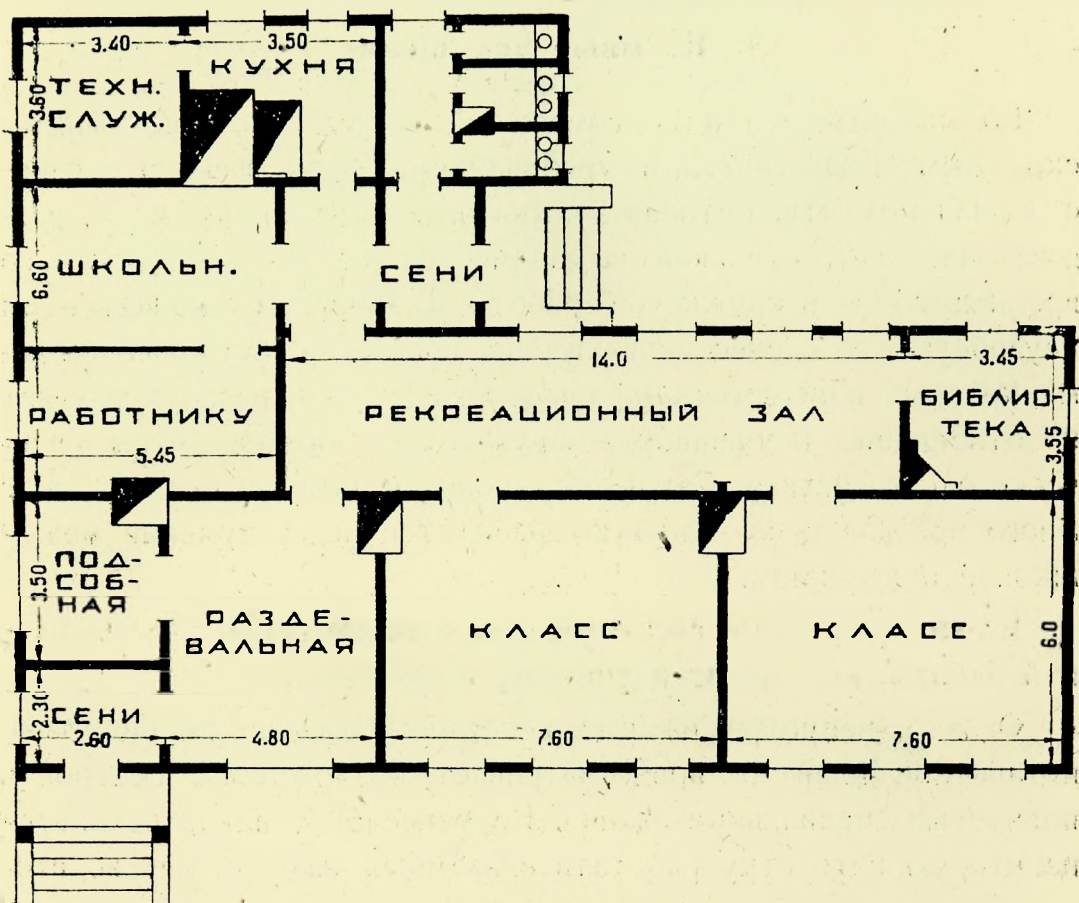 3.40
3.50
КУХНЯ
ТЕХН.
СЛУЖ.
3.60
ШКОЛЬН.
6.60
СЕНИ
14.0
3.45
РАБОТНИКУ
5.45
РЕКРЕАЦИОННЫЙ ЗАЛ
БИБЛИО-
ТЕКА
3,55
ПОД-
СОБ-
НАЯ
3.50
РАЗДЕ-
ВАЛЬНАЯ
КЛАСС
КЛАСС
6.0
СЕНИ
2.30
2.60
4.80
7.60
7.60